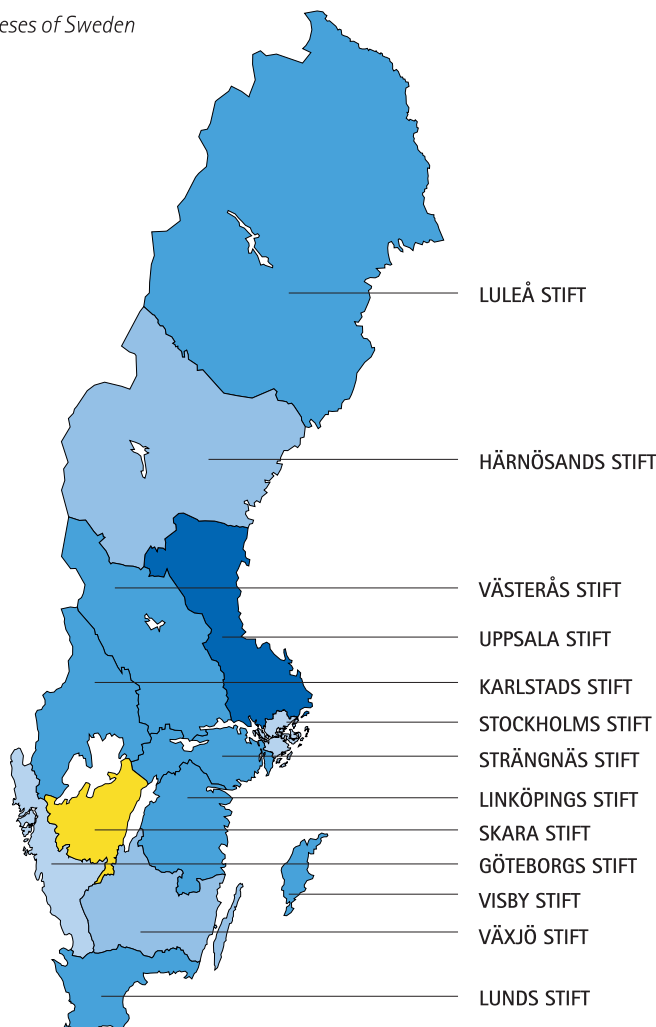 eses of Sweden
LULEÅ STIFT
HÄRNÖSANDS STIFT
VÄSTERÅS STIFT
UPPSALA STIFT
KARLSTADS STIFT
STOCKHOLMS STIFT
STRÄNGNÄS STIFT
LINKÖPINGS STIFT
SKARA STIFT
GÖTEBORGS STIFT
VISBY STIFT
VÄXJÖ STIFT
LUNDS STIFT